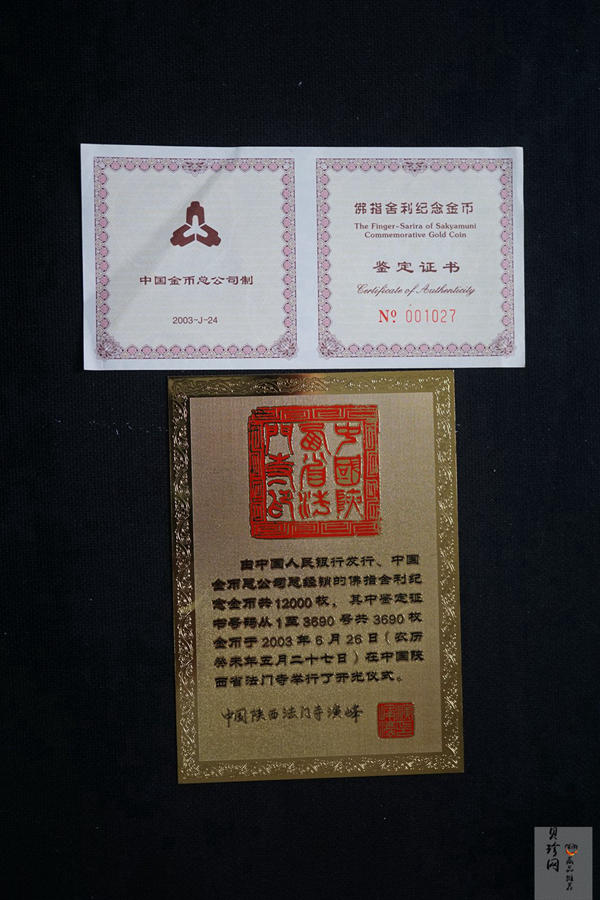 中国金币总公司制
2003-J-24
佛指舍利纪念金币
The Finger-Sarira of Sakyamuni
Commemorative Gold Coin
鉴定证书
Certificate of Authenticity
Nº 001027
中國陝
西省法
門寺印
由中国人民银行发行、中国
金币总公司总经销的佛指舍利纪
念金币共12000枚，其中鉴定证
书号码从1至3690号共3690枚
金币于2003年6月26日（农历
癸未年五月二十七日）在中国陕
西省法门寺举行了开光仪式。
中国陕西法门寺演峰
贝珍网